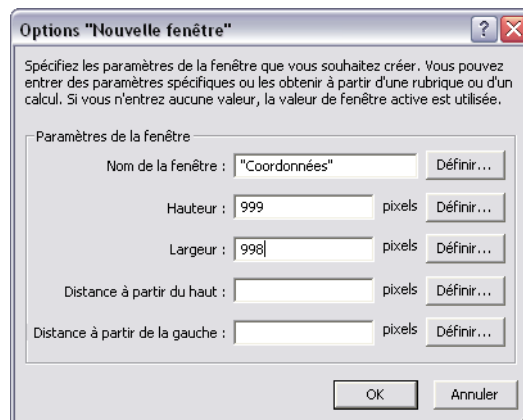 Options "Nouvelle fenêtre"
?
Spécifiez les paramètres de la fenêtre que vous souhaitez créer. Vous pouvez
entrer des paramètres spécifiques ou les obtenir à partir d'une rubrique ou d'un
calcul. Si vous n'entrez aucune valeur, la valeur de fenêtre active est utilisée.
Paramètres de la fenêtre
Nom de la fenêtre : "Coordonnées" Définir...
Hauteur : 999 pixels Définir...
Largeur : 998 pixels Définir...
Distance à partir du haut : pixels Définir...
Distance à partir de la gauche : pixels Définir...
OK Annuler